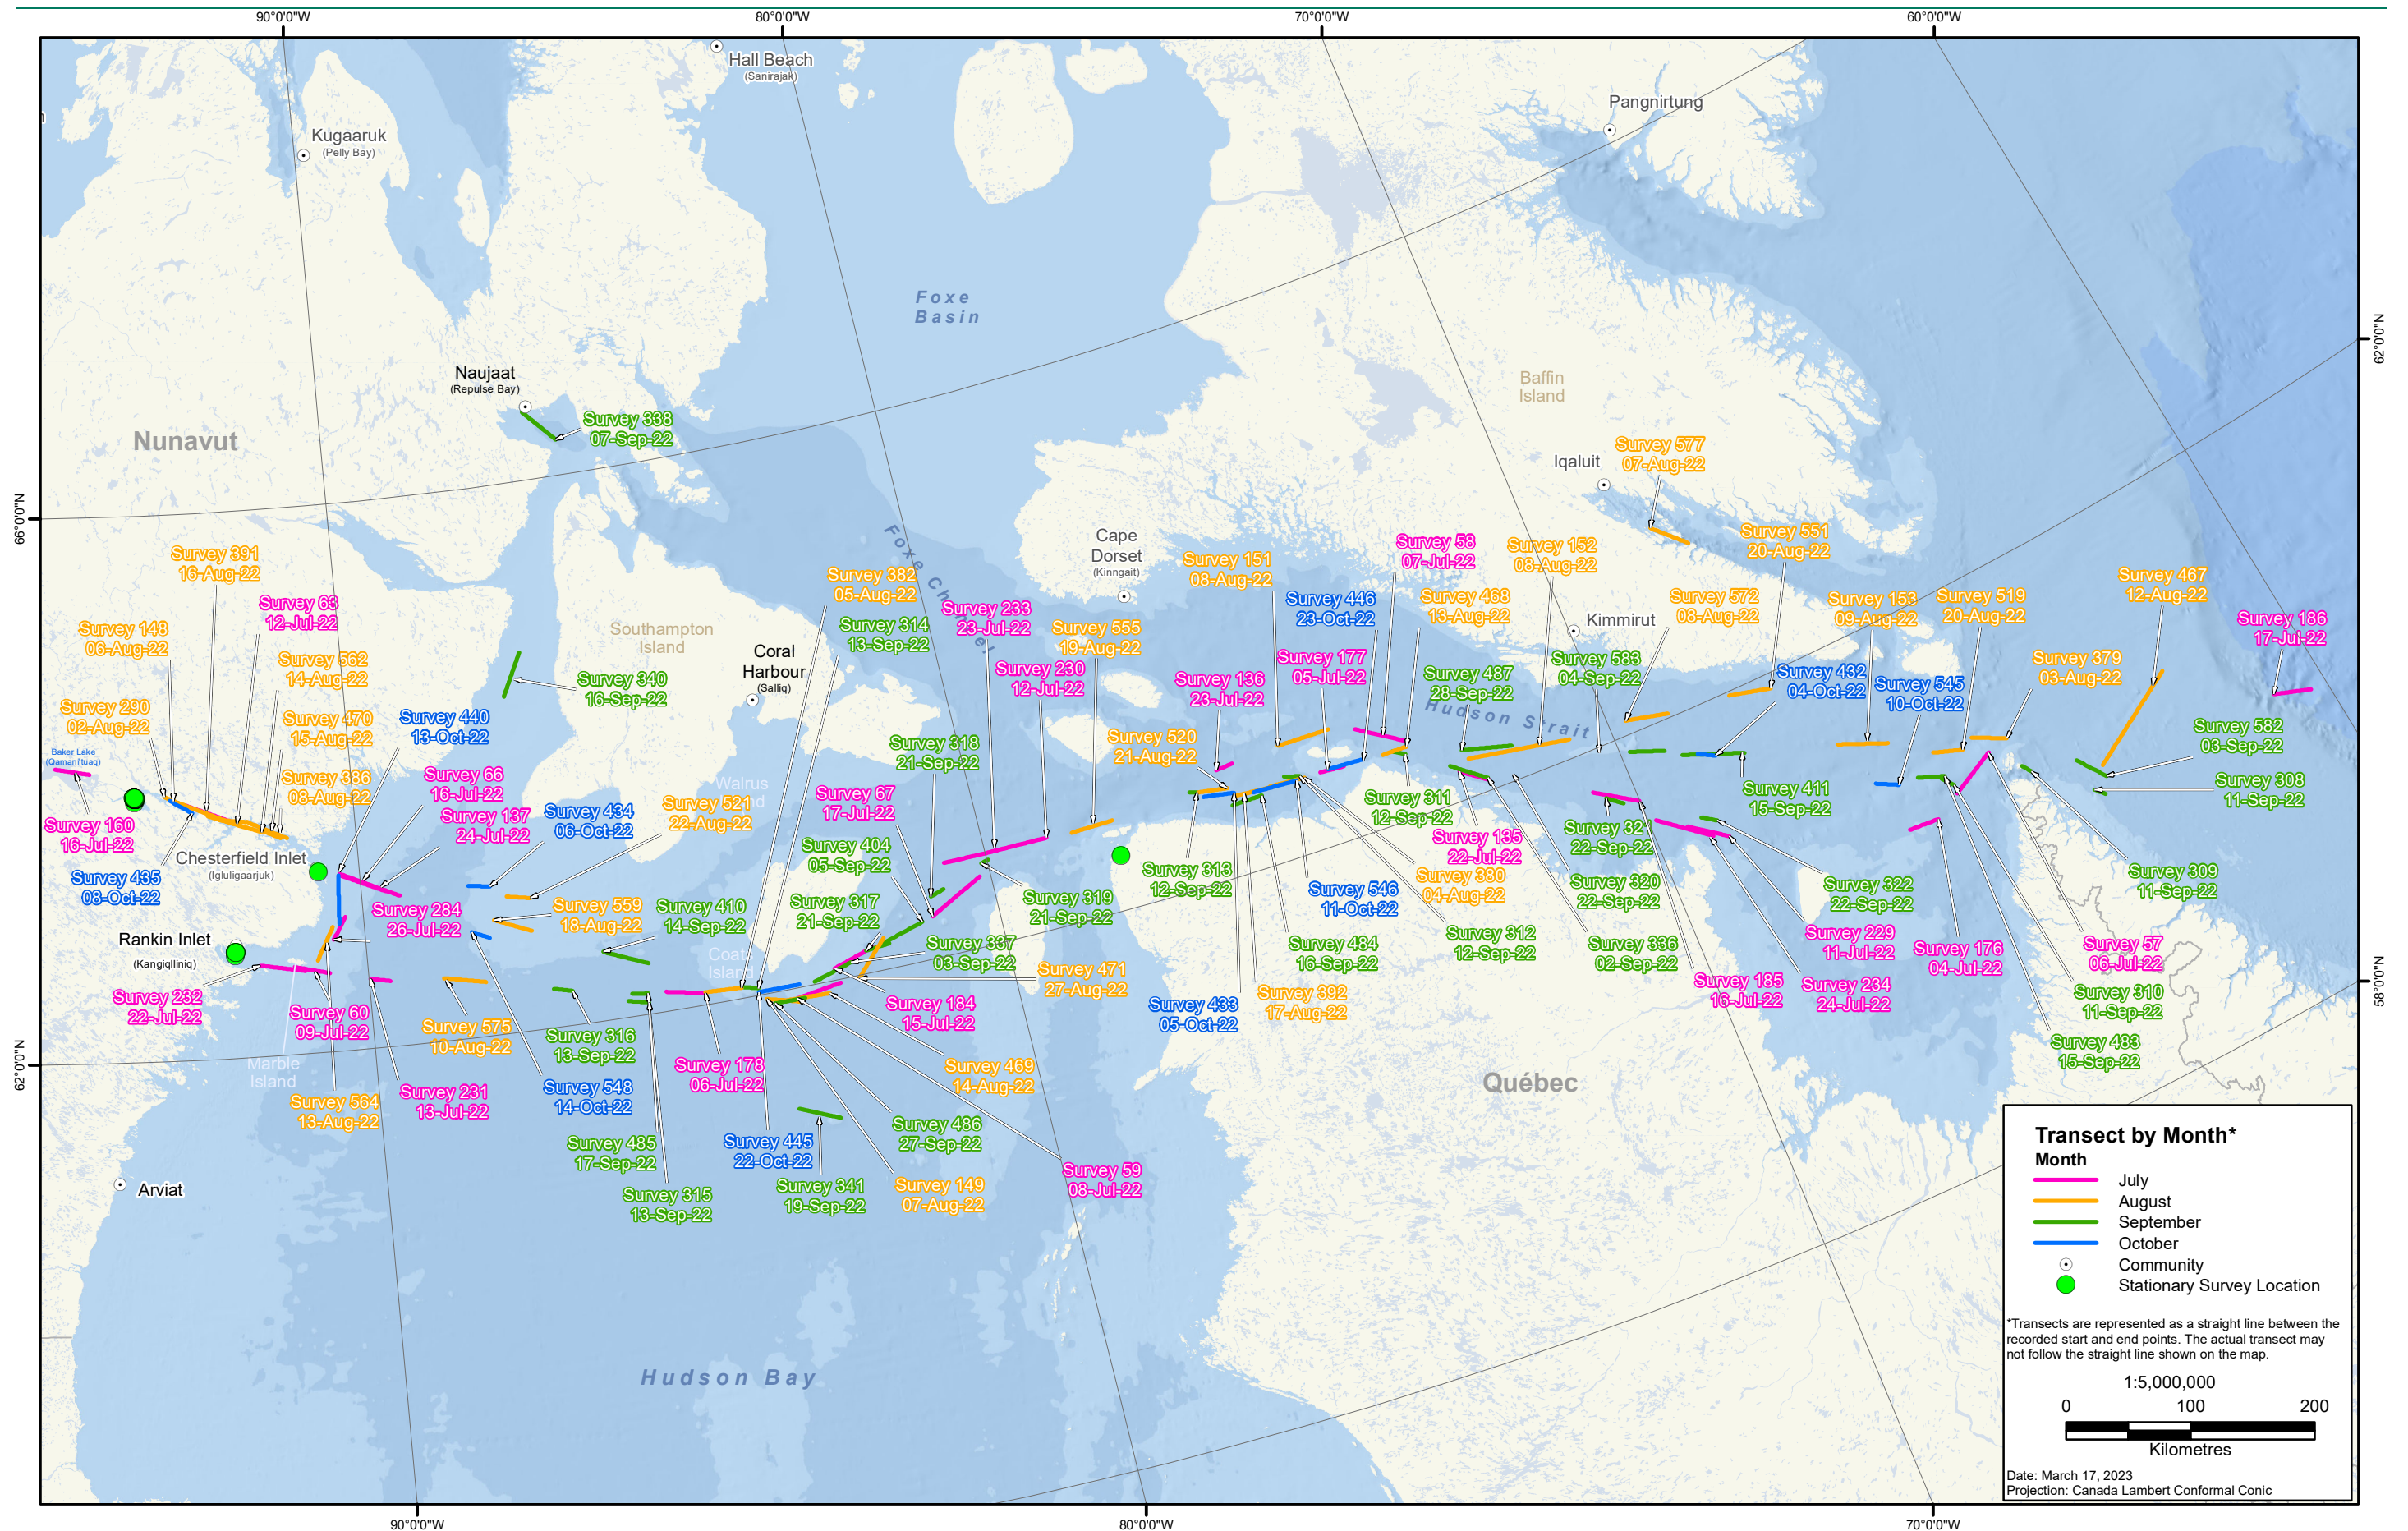 90°0'0"W
80°0'0"W
70°0'0"W
60°0'0"W
Hall Beach
(Sanirajak)
Pangnirtung
Kugaaruk
(Pelly Bay)
Foxe
Basin
62°0'0"N
Naujaat
(Repulse Bay)
Baffin
Island
Survey 338
07-Sep-22
Nunavut
Survey 577
07-Aug-22
Iqaluit
66°0'0"N
Foxe Channel
Survey 391
16-Aug-22
Cape
Dorset
(Kinngait)
Survey 58
07-Jul-22
Survey 551
20-Aug-22
Survey 152
08-Aug-22
Survey 151
08-Aug-22
Survey 382
05-Aug-22
Survey 467
12-Aug-22
Survey 63
12-Jul-22
Survey 233
23-Jul-22
Survey 446
23-Oct-22
Survey 468
13-Aug-22
Survey 572
08-Aug-22
Survey 153
09-Aug-22
Survey 519
20-Aug-22
Survey 148
06-Aug-22
Southampton
Island
Survey 314
13-Sep-22
Survey 555
19-Aug-22
Kimmirut
Survey 186
17-Jul-22
Survey 562
14-Aug-22
Coral
Harbour
(Salliq)
Survey 230
12-Jul-22
Survey 177
05-Jul-22
Survey 583
04-Sep-22
Survey 379
03-Aug-22
Survey 340
16-Sep-22
Survey 136
23-Jul-22
Survey 487
28-Sep-22
Survey 432
04-Oct-22
Survey 545
10-Oct-22
Survey 290
02-Aug-22
Survey 470
15-Aug-22
Survey 440
13-Oct-22
Hudson Strait
Survey 582
03-Sep-22
Baker Lake
(Qamani'tuaq)
Survey 318
21-Sep-22
Survey 520
21-Aug-22
Survey 386
08-Aug-22
Survey 66
16-Jul-22
Walrus
Survey 67
17-Jul-22
Survey 311
12-Sep-22
Survey 411
15-Sep-22
Survey 308
11-Sep-22
Survey 160
16-Jul-22
Survey 137
24-Jul-22
Survey 434
06-Oct-22
Survey 521
22-Aug-22
Survey 135
22-Jul-22
Survey 321
22-Sep-22
Chesterfield Inlet
(Igluligaarjuk)
Survey 404
05-Sep-22
Survey 313
12-Sep-22
Survey 380
04-Aug-22
Survey 320
22-Sep-22
Survey 322
22-Sep-22
Survey 309
11-Sep-22
Survey 435
08-Oct-22
Survey 546
11-Oct-22
Survey 284
26-Jul-22
Survey 559
18-Aug-22
Survey 410
14-Sep-22
Survey 317
21-Sep-22
Survey 319
21-Sep-22
Rankin Inlet
(Kangiqlliniq)
Coats
Island
Survey 337
03-Sep-22
Survey 484
16-Sep-22
Survey 312
12-Sep-22
Survey 336
02-Sep-22
Survey 229
11-Jul-22
Survey 176
04-Jul-22
Survey 57
06-Jul-22
Survey 471
27-Aug-22
Survey 232
22-Jul-22
Survey 60
09-Jul-22
Survey 184
15-Jul-22
Survey 433
05-Oct-22
Survey 392
17-Aug-22
Survey 185
16-Jul-22
Survey 234
24-Jul-22
Survey 310
11-Sep-22
58°0'0"N
Survey 575
10-Aug-22
Survey 316
13-Sep-22
Survey 483
15-Sep-22
62°0'0"N
Marble
Island
Survey 178
06-Jul-22
Survey 469
14-Aug-22
Québec
Survey 564
13-Aug-22
Survey 231
13-Jul-22
Survey 548
14-Oct-22
Survey 485
17-Sep-22
Survey 445
22-Oct-22
Survey 486
27-Sep-22
Survey 59
08-Jul-22
Arviat
Survey 315
13-Sep-22
Survey 341
19-Sep-22
Survey 149
07-Aug-22
Hudson Bay
Transect by Month*
Month
July
August
September
October
Community
Stationary Survey Location
*Transects are represented as a straight line between the
recorded start and end points. The actual transect may
not follow the straight line shown on the map.
1:5,000,000
0 100 200
Kilometres
Date: March 17, 2023
Projection: Canada Lambert Conformal Conic
90°0'0"W
80°0'0"W
70°0'0"W